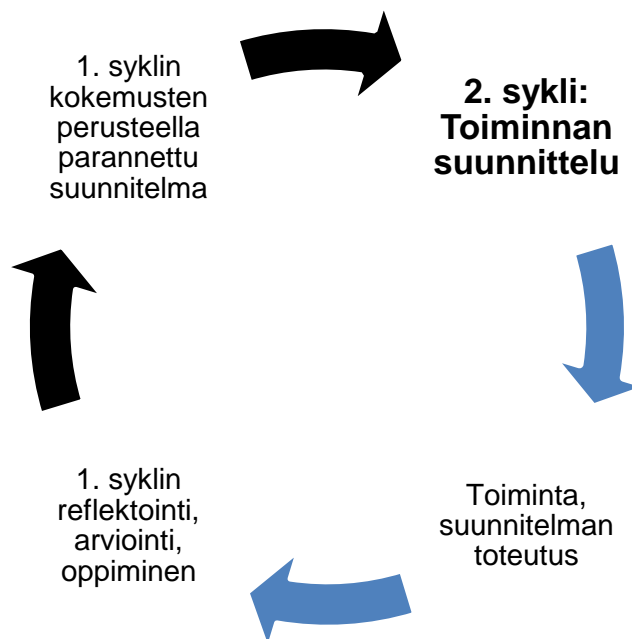 1. syklin
kokemusten
perusteella
parannettu
suunnitelma
2. sykli:
Toiminnan
suunnittelu
Toiminta,
suunnitelman
toteutus
1. syklin
reflektointi,
arviointi,
oppiminen